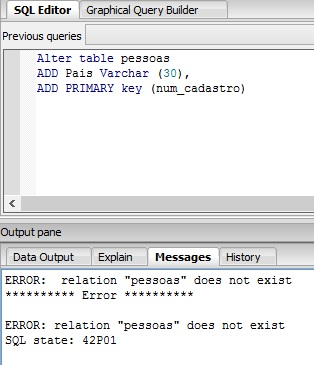 SQL Editor Graphical Query Builder
Previous queries
Alter table pessoas
ADD Pais Varchar (30),
ADD PRIMARY key (num_cadastro)
Output pane
Data Output Explain Messages History
ERROR:  relation "pessoas" does not exist
********** Error **********
ERROR: relation "pessoas" does not exist
SQL state: 42P01